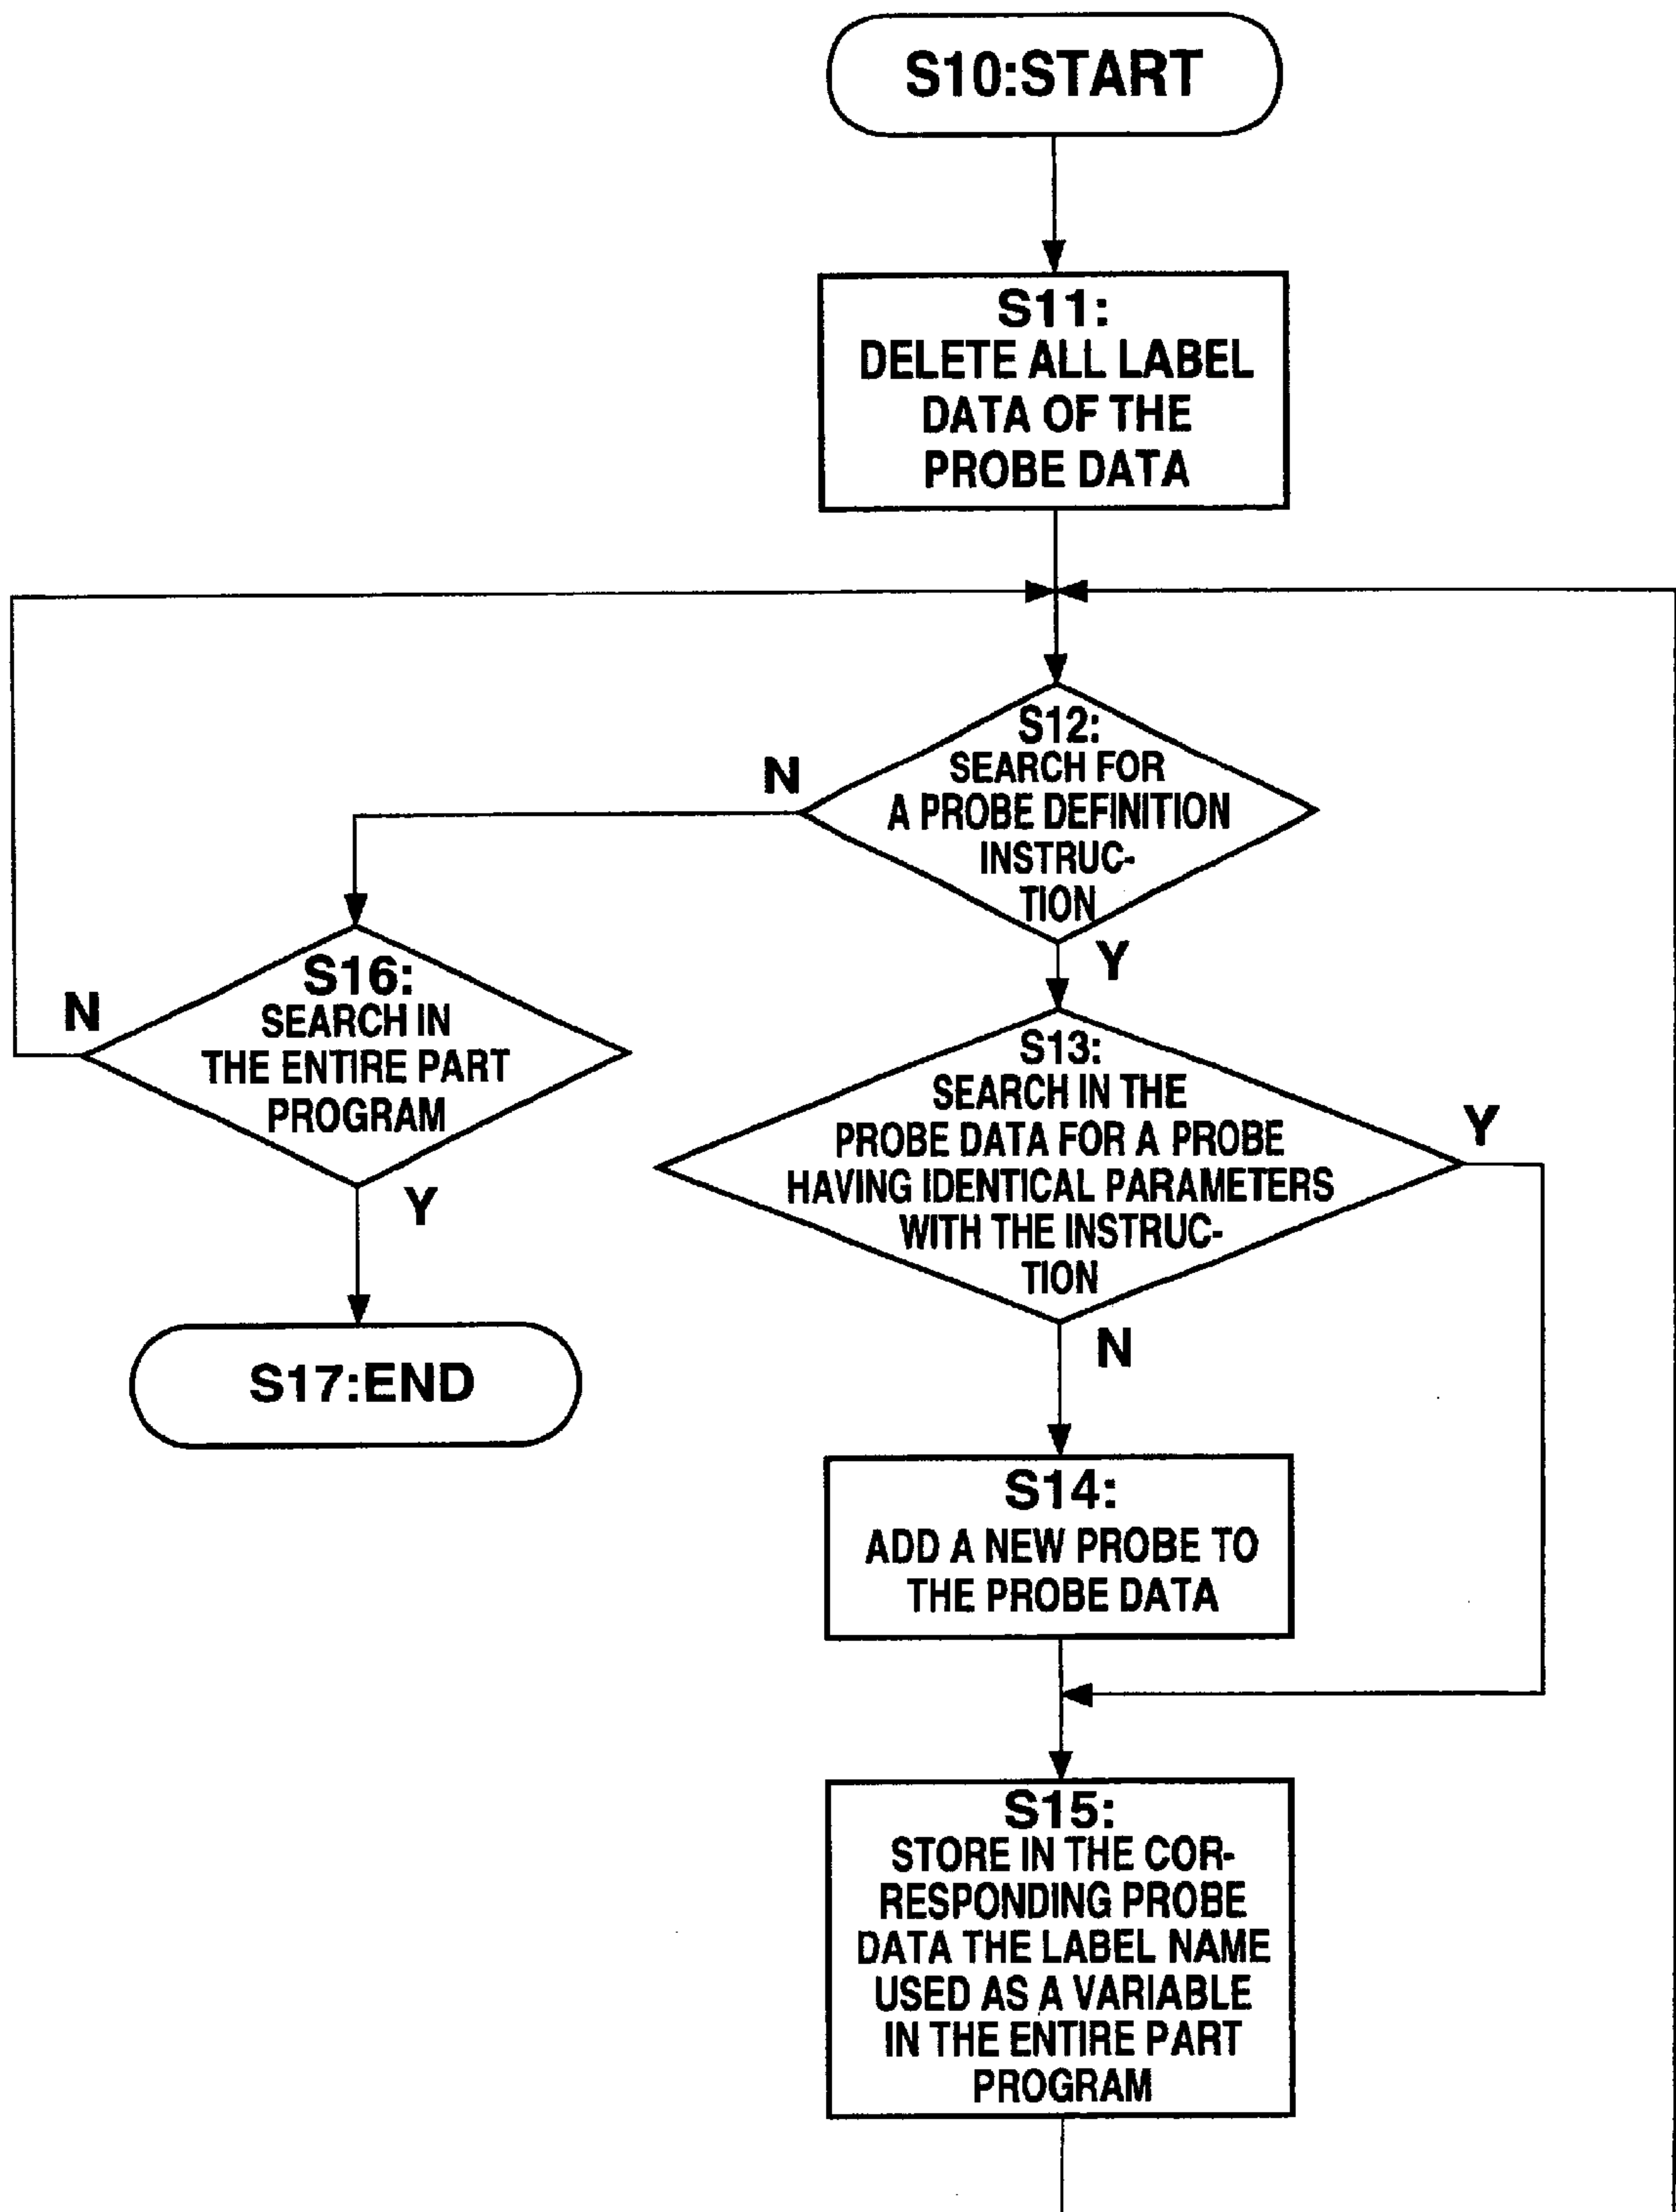 S10:START
S11:
DELETE ALL LABEL
DATA OF THE
PROBE DATA
S12:
SEARCH FOR
A PROBE DEFINITION
INSTRUC-
TION
N
Y
S16:
SEARCH IN
THE ENTIRE PART
PROGRAM
N
Y
S17:END
S13:
SEARCH IN THE
PROBE DATA FOR A PROBE
HAVING IDENTICAL PARAMETERS
WITH THE INSTRUC-
TION
Y
N
S14:
ADD A NEW PROBE TO
THE PROBE DATA
S15:
STORE IN THE COR-
RESPONDING PROBE
DATA THE LABEL NAME
USED AS A VARIABLE
IN THE ENTIRE PART
PROGRAM